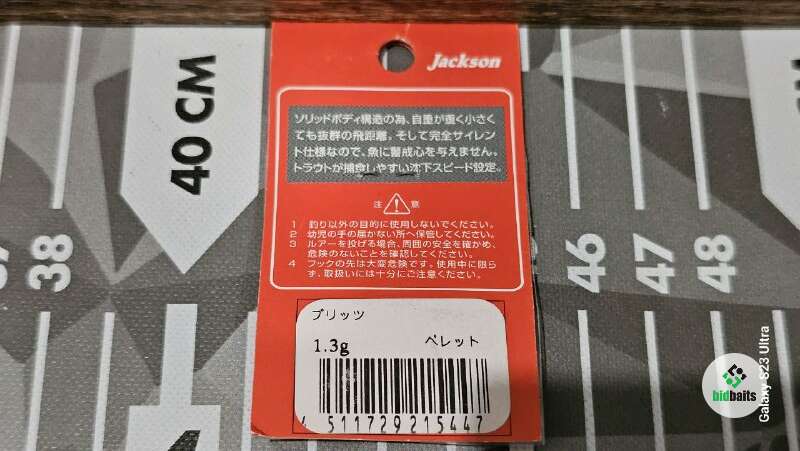 Jackson
ソリッドボディ構造の為、自重が重く小さく
ても抜群の飛距離。そして完全サイレン
ト仕様なので、魚に警戒心を与えません。
トラウトが捕食しやすい沈下スピード設定。
注 意
1 釣り以外の目的に使用しないでください。
2 幼児の手の届かない所へ保管してください。
3 ルアーを投げる場合、周囲の安全を確かめ、
危険のないことを確認してください。
4 フックの先は大変危険です。使用中に限ら
ず、取扱いには十分にご注意ください。
ブリッツ
1.3g ペレット
4 511729215447
40 CM
38
46
47
48
bidbaits
Galaxy S23 Ultra